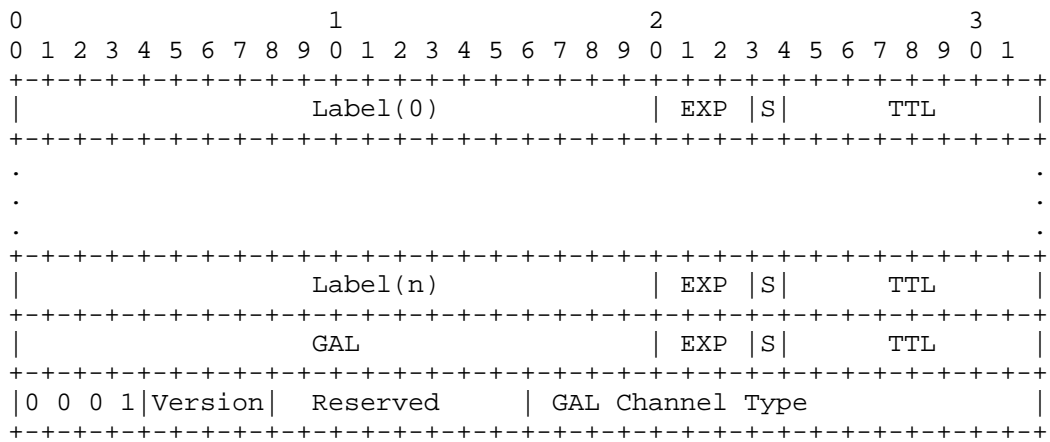 0                   1                   2                   3
0 1 2 3 4 5 6 7 8 9 0 1 2 3 4 5 6 7 8 9 0 1 2 3 4 5 6 7 8 9 0 1
+-+-+-+-+-+-+-+-+-+-+-+-+-+-+-+-+-+-+-+-+-+-+-+-+-+-+-+-+-+-+-+-+
|                  Label(0)             | EXP |S|      TTL      |
+-+-+-+-+-+-+-+-+-+-+-+-+-+-+-+-+-+-+-+-+-+-+-+-+-+-+-+-+-+-+-+-+
.                                                               .
.                                                               .
.                                                               .
+-+-+-+-+-+-+-+-+-+-+-+-+-+-+-+-+-+-+-+-+-+-+-+-+-+-+-+-+-+-+-+-+
|                  Label(n)             | EXP |S|      TTL      |
+-+-+-+-+-+-+-+-+-+-+-+-+-+-+-+-+-+-+-+-+-+-+-+-+-+-+-+-+-+-+-+-+
|                  GAL                  | EXP |S|      TTL      |
+-+-+-+-+-+-+-+-+-+-+-+-+-+-+-+-+-+-+-+-+-+-+-+-+-+-+-+-+-+-+-+-+
|0 0 0 1|Version|  Reserved     | GAL Channel Type              |
+-+-+-+-+-+-+-+-+-+-+-+-+-+-+-+-+-+-+-+-+-+-+-+-+-+-+-+-+-+-+-+-+